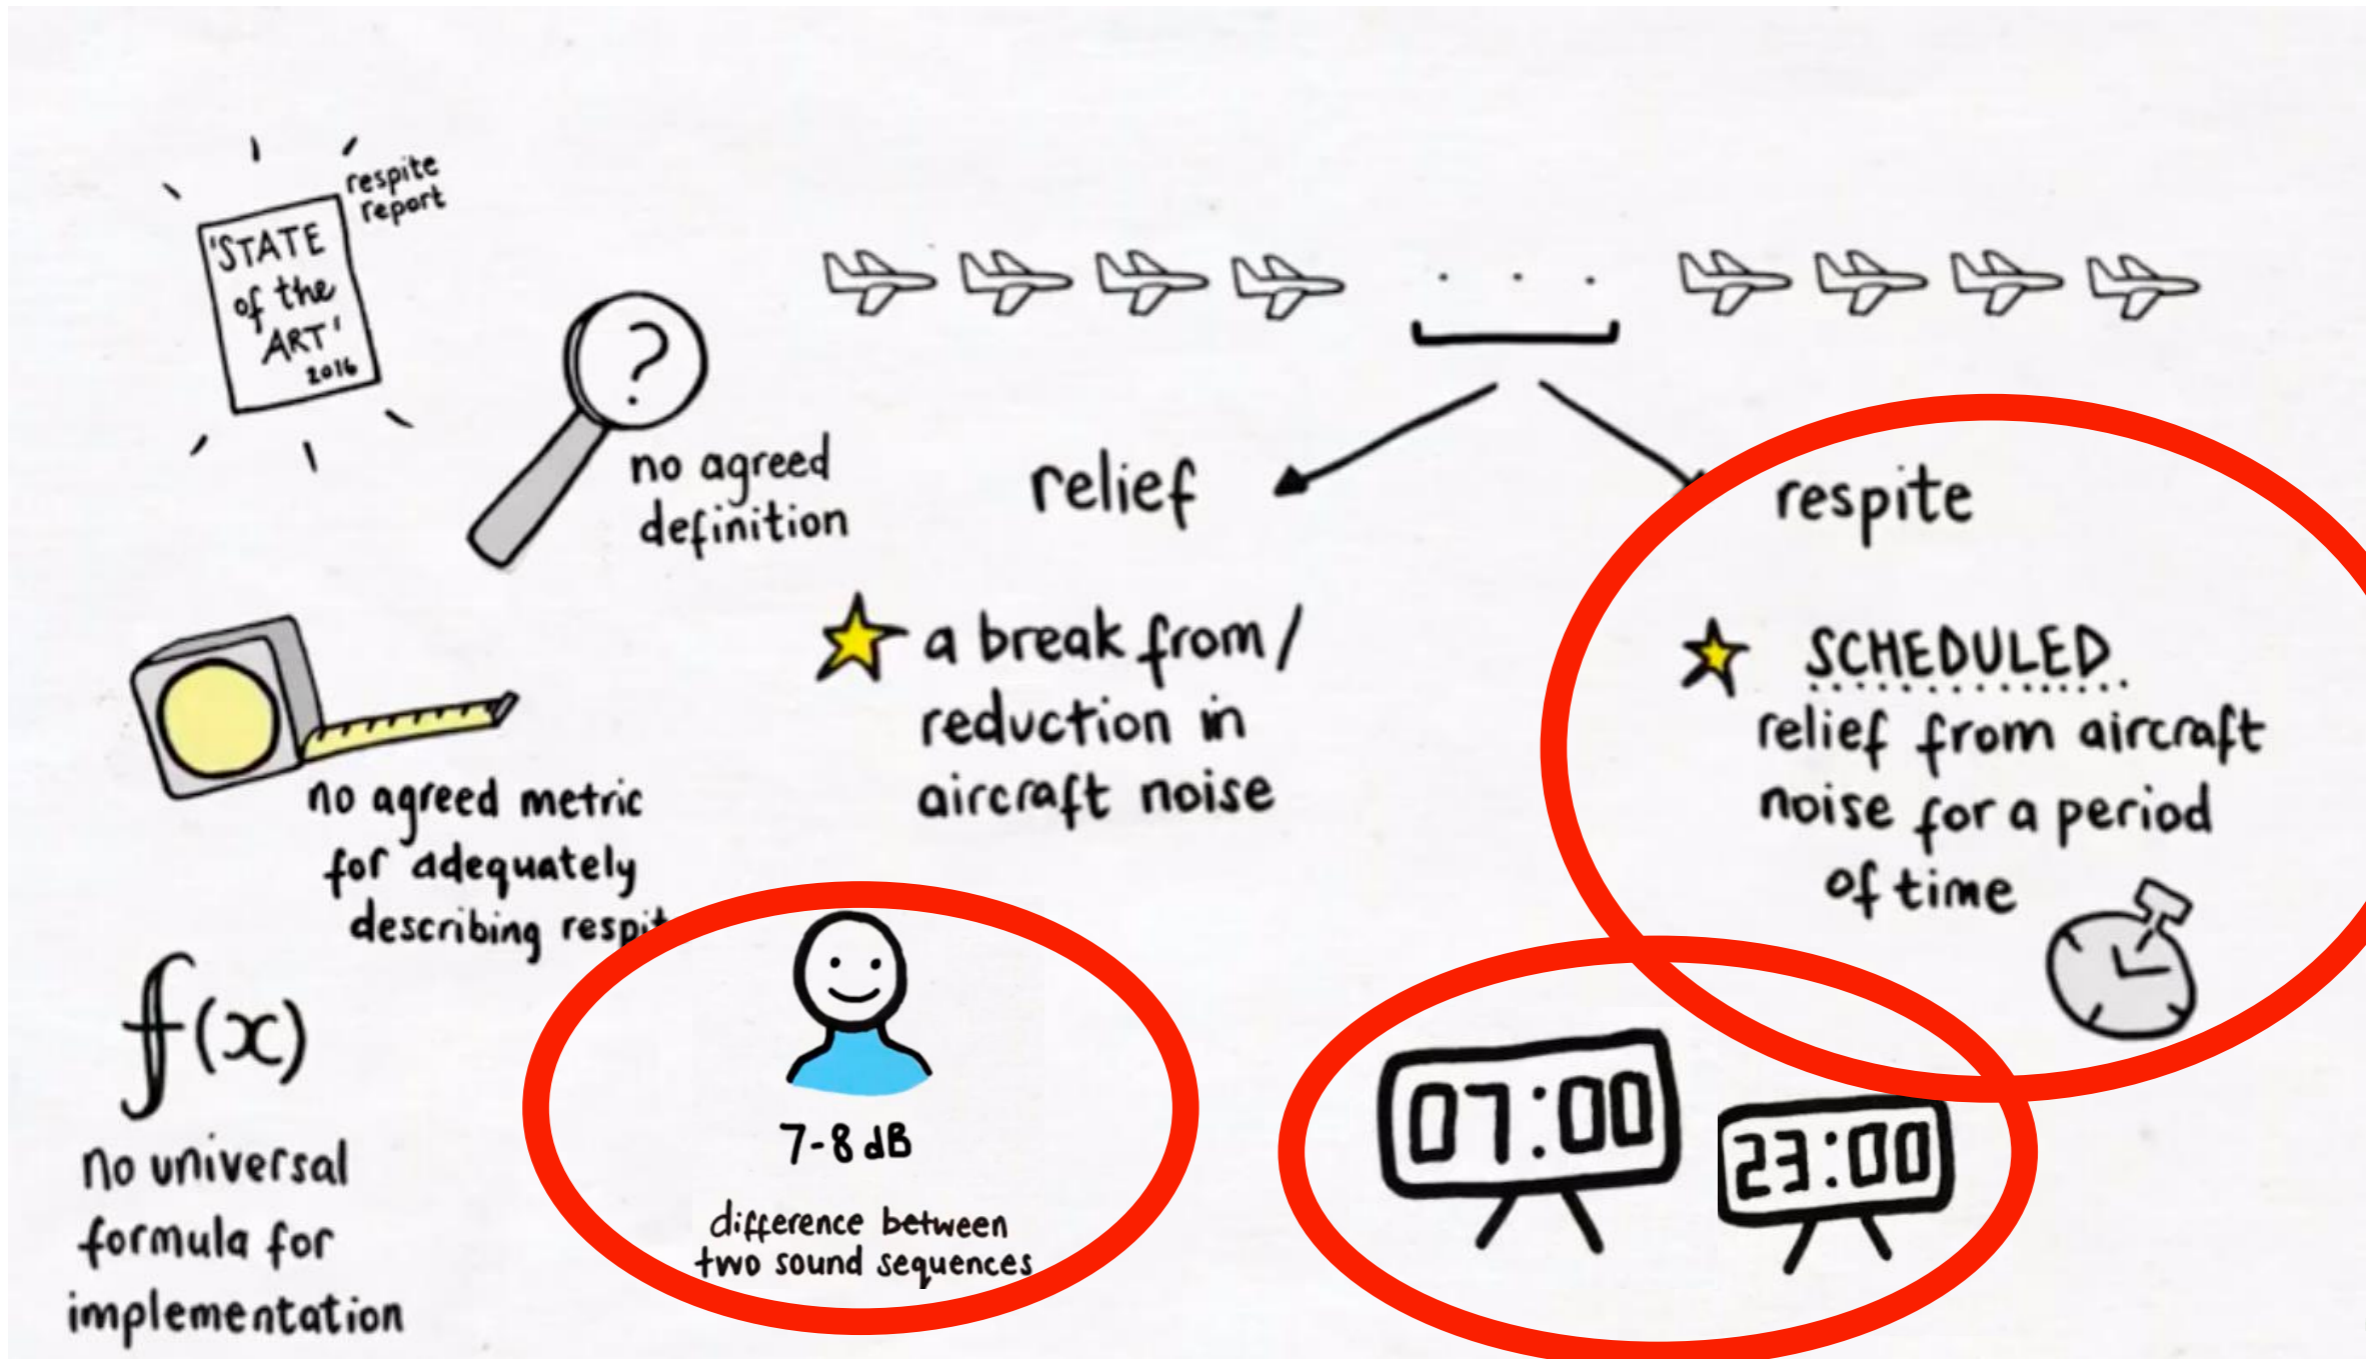 respite
report
'STATE
of the
ART'
2016
?
no agreed
definition
no agreed metric
for adequately
describing
f(x)
no universal
formula for
implementation
relief
a break from/
reduction in
aircraft noise
respite
SCHEDULED
relief from aircraft
noise for a period
of time
7-8 dB
difference between
two sound sequences
07:00
23:00